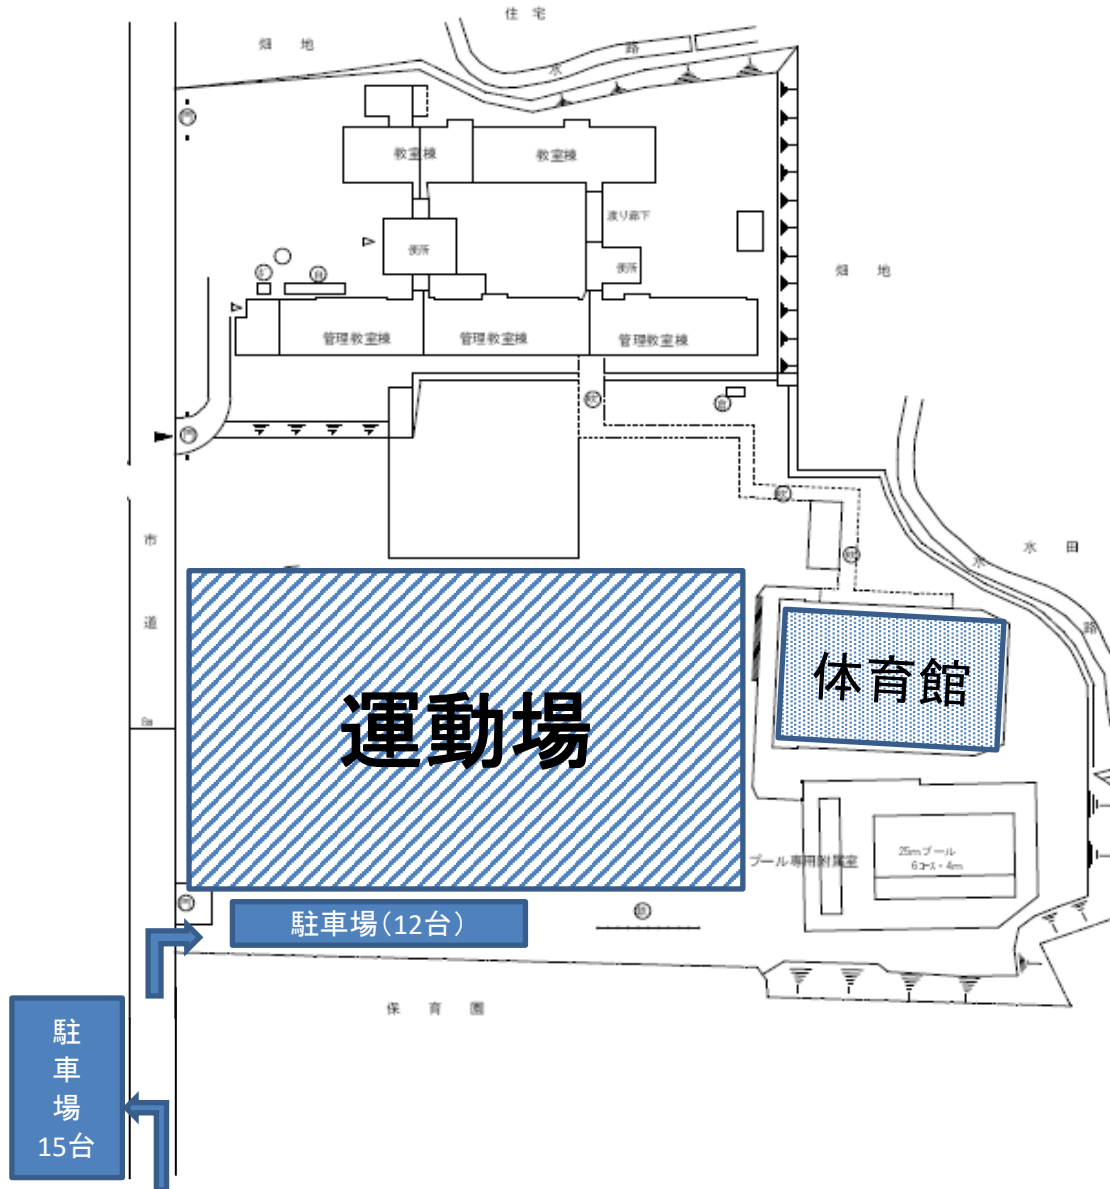 住 宅
畑 地
水 路
教室棟
教室棟
渡り廊下
便所
便所
畑 地
管理教室棟
管理教室棟
管理教室棟
市 道
水 田
水 路
8m
運動場
体育館
25mプール
6コース・4m
プール専用附属室
駐車場(12台)
保 育 園
駐車場
15台